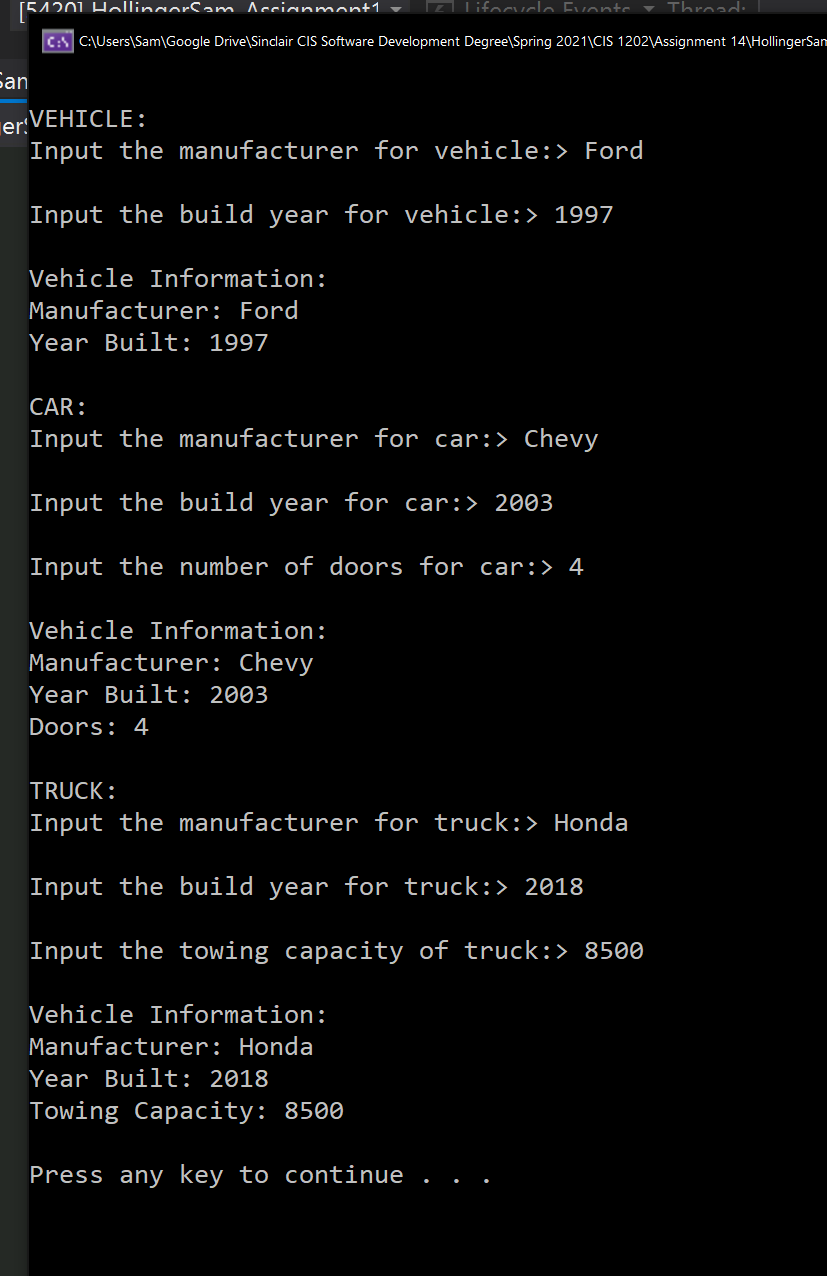 [5420] HollingerSam_Assignment1
Lifecycle Events
Thread:
C:\Users\Sam\Google Drive\Sinclair CIS Software Development Degree\Spring 2021\CIS 1202\Assignment 14\HollingerSam
VEHICLE:
Input the manufacturer for vehicle:> Ford
Input the build year for vehicle:> 1997
Vehicle Information:
Manufacturer: Ford
Year Built: 1997
CAR:
Input the manufacturer for car:> Chevy
Input the build year for car:> 2003
Input the number of doors for car:> 4
Vehicle Information:
Manufacturer: Chevy
Year Built: 2003
Doors: 4
TRUCK:
Input the manufacturer for truck:> Honda
Input the build year for truck:> 2018
Input the towing capacity of truck:> 8500
Vehicle Information:
Manufacturer: Honda
Year Built: 2018
Towing Capacity: 8500
Press any key to continue . . .